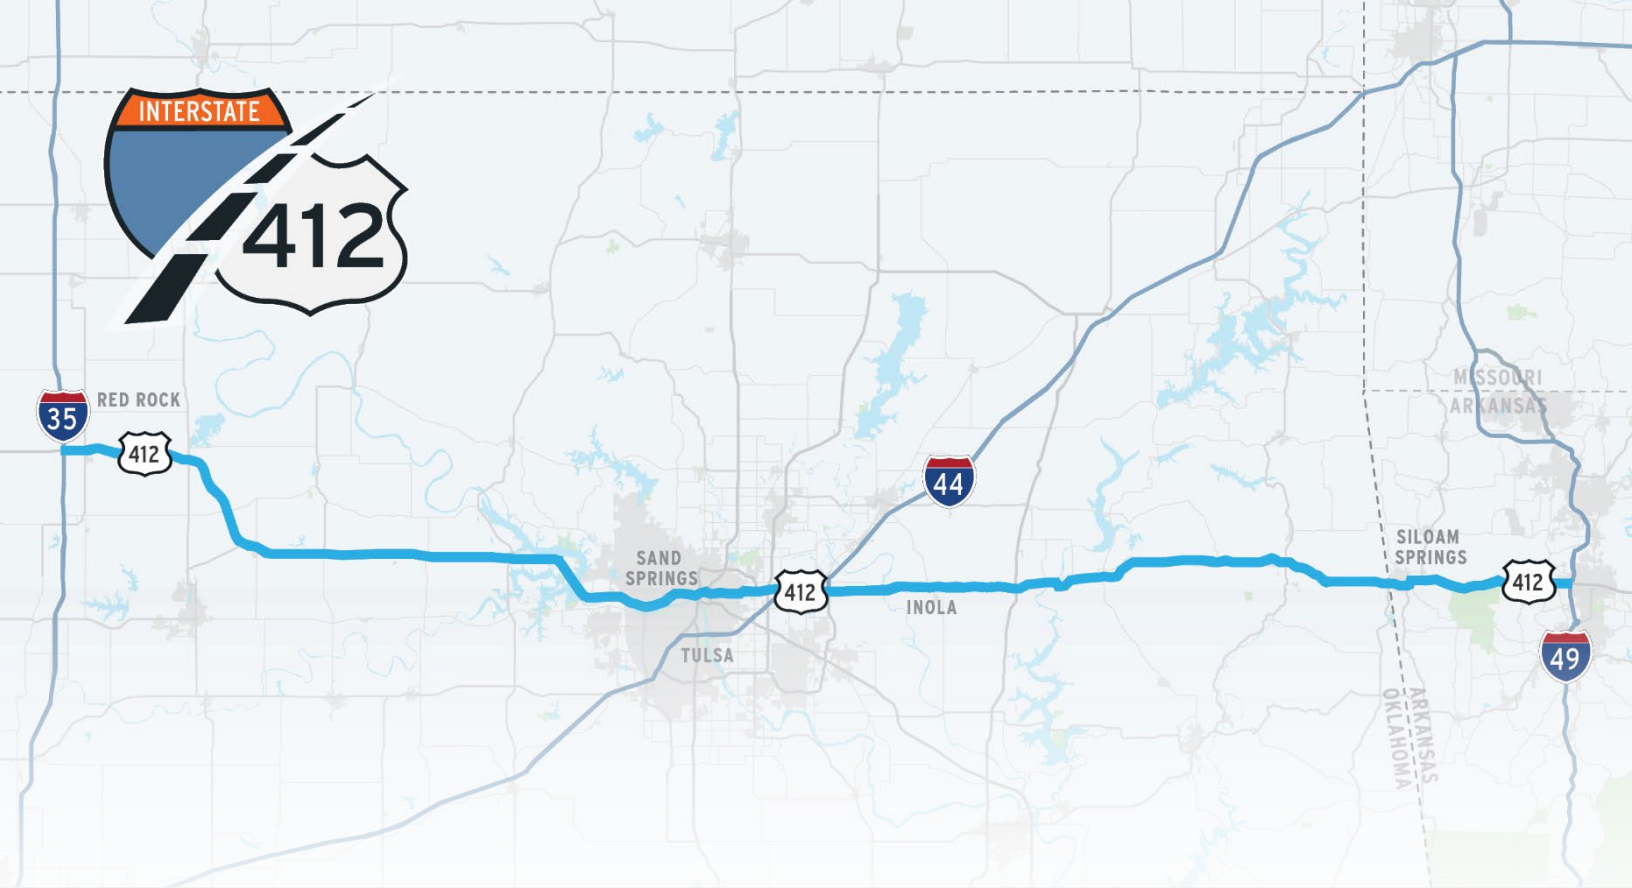 INTERSTATE
412
MISSOURI
ARKANSAS
35
RED ROCK
412
44
SAND
SPRINGS
412
INOLA
TULSA
SILOAM
SPRINGS
412
49
ARKANSAS
OKLAHOMA